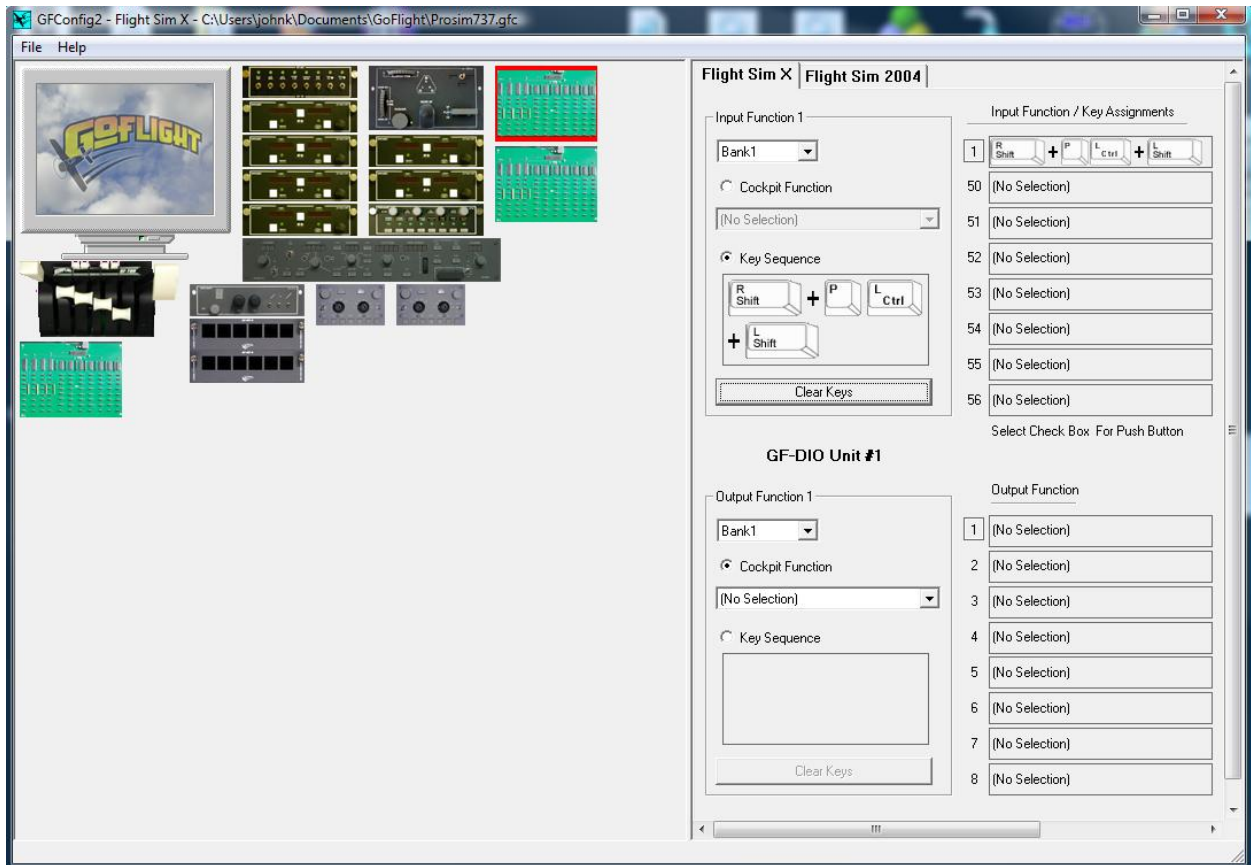 GFConfig2 - Flight Sim X - C:\Users\johnk\Documents\GoFlight\Prosim737.gfc
File Help
GOFLIGHT
Flight Sim X
Flight Sim 2004
Input Function 1
Bank1
Cockpit Function
(No Selection)
Key Sequence
R Shift + P L Ctrl
+ L Shift
Clear Keys
Input Function / Key Assignments
1 R Shift + P L Ctrl + L Shift
50 (No Selection)
51 (No Selection)
52 (No Selection)
53 (No Selection)
54 (No Selection)
55 (No Selection)
56 (No Selection)
Select Check Box For Push Button
GF-DIO Unit #1
Output Function 1
Bank1
Cockpit Function
(No Selection)
Key Sequence
Clear Keys
Output Function
1 (No Selection)
2 (No Selection)
3 (No Selection)
4 (No Selection)
5 (No Selection)
6 (No Selection)
7 (No Selection)
8 (No Selection)